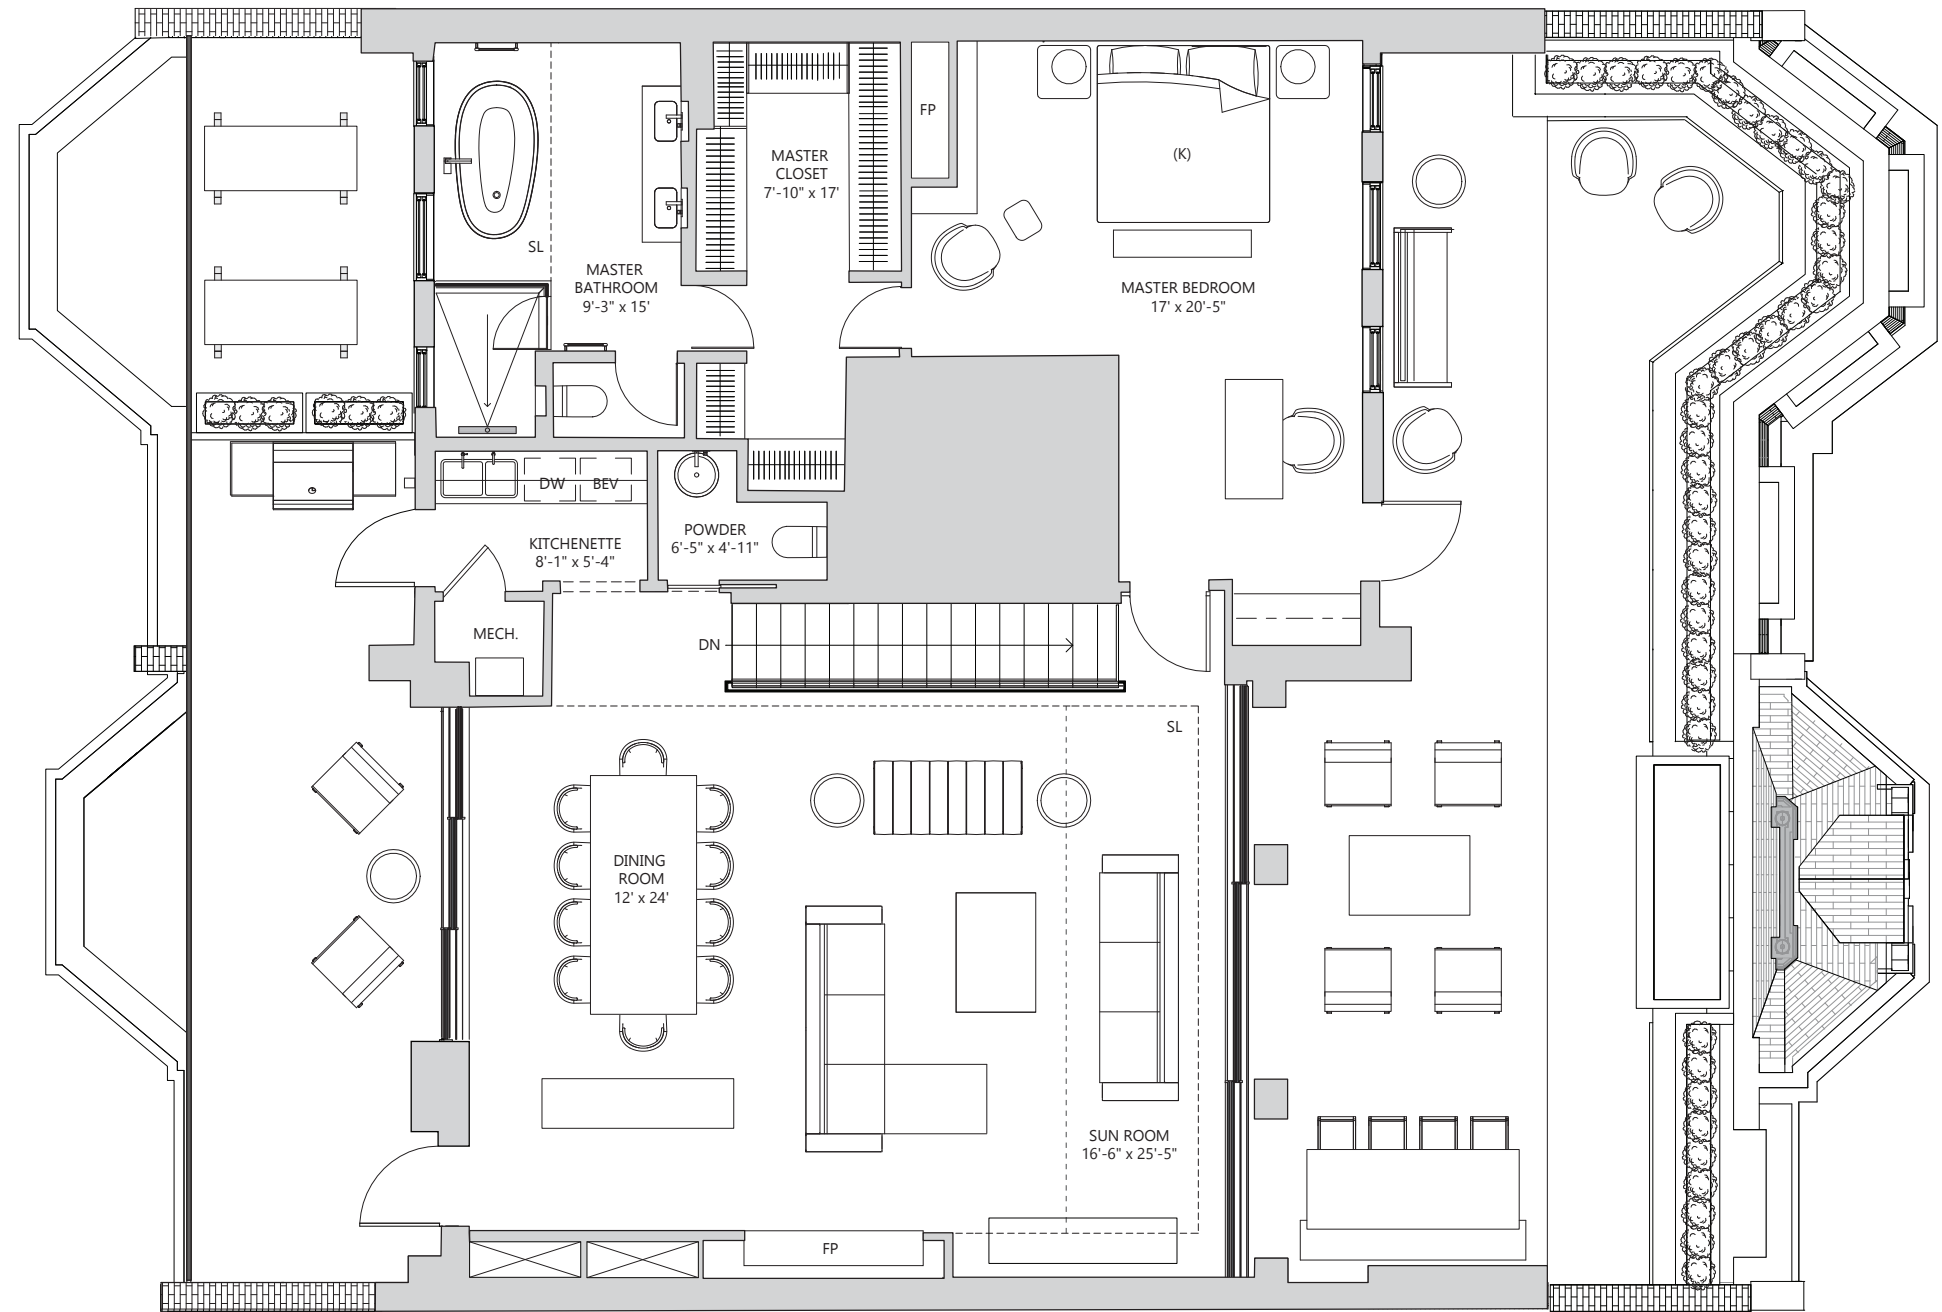 FP
(K)
MASTER
CLOSET
7'-10" x 17'
SL
MASTER
BATHROOM
9'-3" x 15'
MASTER BEDROOM
17' x 20'-5"
DW
BEV
POWDER
6'-5" x 4'-11"
KITCHENETTE
8'-1" x 5'-4"
MECH.
DN
SL
DINING
ROOM
12' x 24'
SUN ROOM
16'-6" x 25'-5"
FP